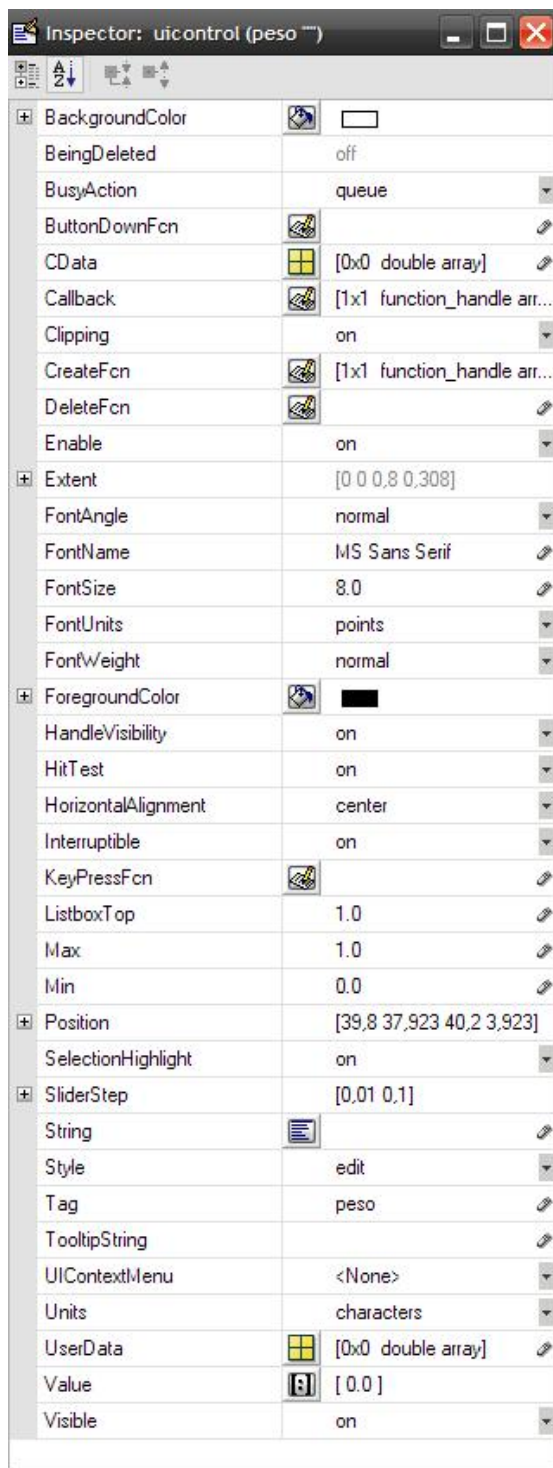 Inspector: uicontrol (peso "")
BackgroundColor
BeingDeleted off
BusyAction queue
ButtonDownFcn
CData [0x0 double array]
Callback [1x1 function_handle arr...
Clipping on
CreateFcn [1x1 function_handle arr...
DeleteFcn
Enable on
Extent [0 0 0,8 0,308]
FontAngle normal
FontName MS Sans Serif
FontSize 8.0
FontUnits points
FontWeight normal
ForegroundColor
HandleVisibility on
HitTest on
HorizontalAlignment center
Interruptible on
KeyPressFcn
ListboxTop 1.0
Max 1.0
Min 0.0
Position [39,8 37,923 40,2 3,923]
SelectionHighlight on
SliderStep [0,01 0,1]
String
Style edit
Tag peso
TooltipString
UIContextMenu <None>
Units characters
UserData [0x0 double array]
Value [ 0.0 ]
Visible on